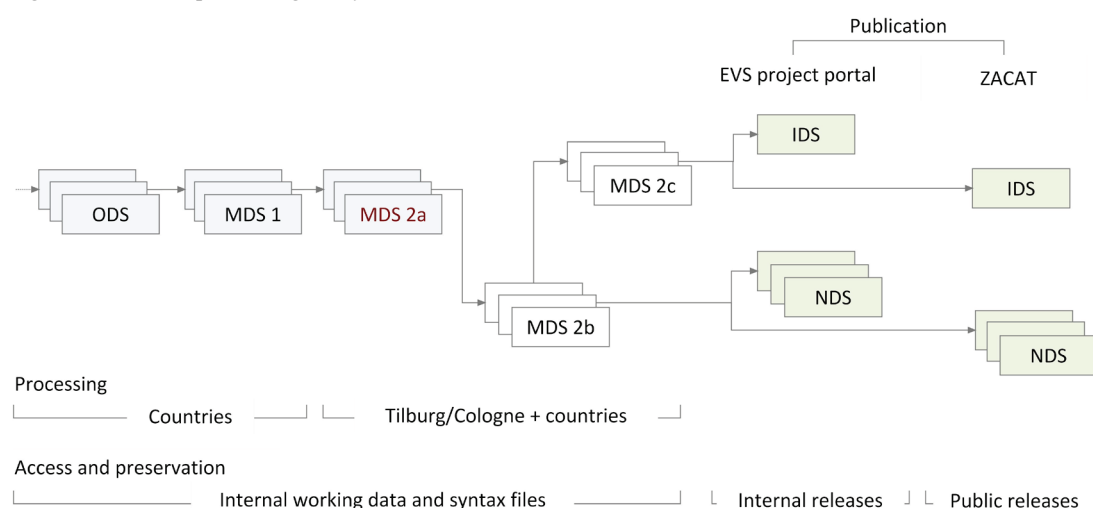 Publication
EVS project portal
ZACAT
IDS
MDS 2c
IDS
ODS
MDS 1
MDS 2a
NDS
MDS 2b
NDS
Processing
Countries
Tilburg/Cologne + countries
Access and preservation
Internal working data and syntax files
Internal releases
Public releases